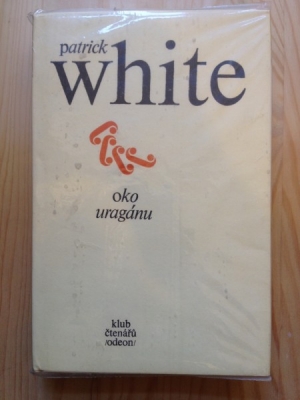 patrick
white
oko
uragánu
klub
čtenářů
/odeon/